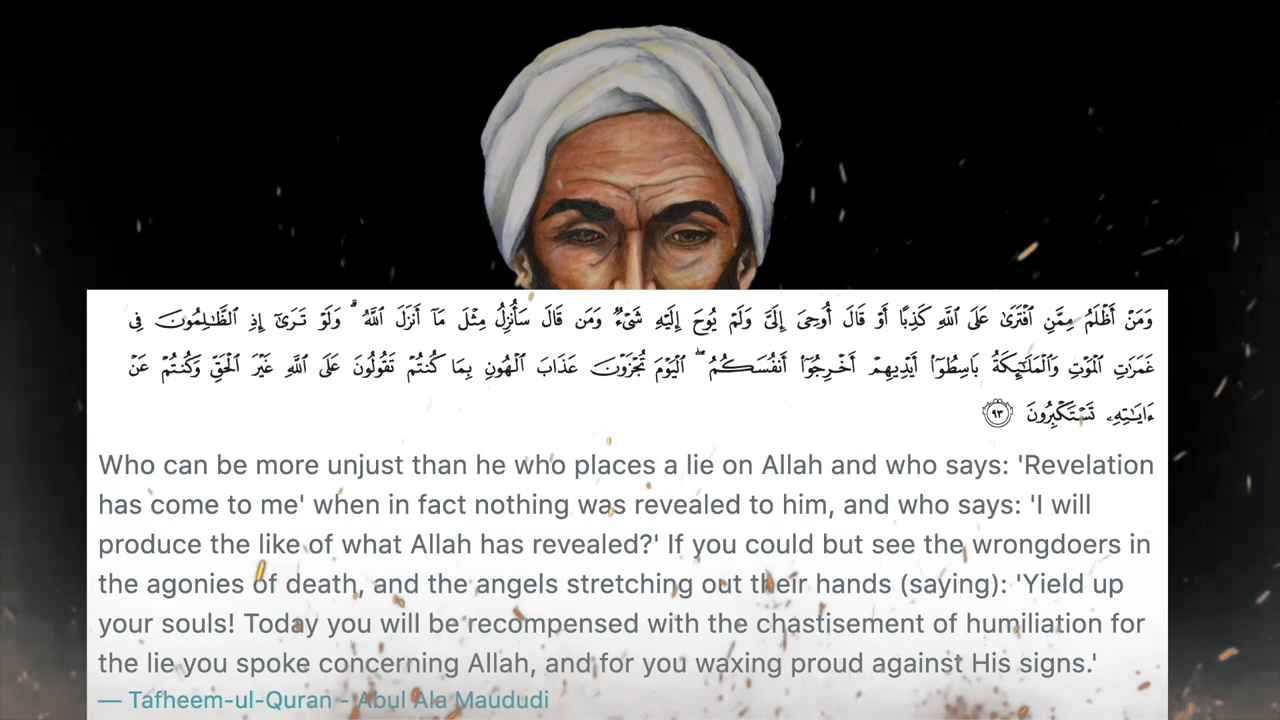 وَمَنْ أَظْلَمُ مِمَّنِ ٱفْتَرَىٰ عَلَى ٱللَّهِ كَذِبًا أَوْ قَالَ أُوحِىَ إِلَىَّ وَلَمْ يُوحَ إِلَيْهِ شَىْءٌ وَمَن قَالَ سَأُنزِلُ مِثْلَ مَآ أَنزَلَ ٱللَّهُ ۗ وَلَوْ تَرَىٰٓ إِذِ ٱلظَّـٰلِمُونَ فِى
غَمَرَٰتِ ٱلْمَوْتِ وَٱلْمَلَـٰٓئِكَةُ بَاسِطُوٓا۟ أَيْدِيهِمْ أَخْرِجُوٓا۟ أَنفُسَكُمُ ۖ ٱلْيَوْمَ تُجْزَوْنَ عَذَابَ ٱلْهُونِ بِمَا كُنتُمْ تَقُولُونَ عَلَى ٱللَّهِ غَيْرَ ٱلْحَقِّ وَكُنتُمْ عَنْ
ءَايَـٰتِهِۦ تَسْتَكْبِرُونَ ٩٣
Who can be more unjust than he who places a lie on Allah and who says: 'Revelation
has come to me' when in fact nothing was revealed to him, and who says: 'I will
produce the like of what Allah has revealed?' If you could but see the wrongdoers in
the agonies of death, and the angels stretching out their hands (saying): 'Yield up
your souls! Today you will be recompensed with the chastisement of humiliation for
the lie you spoke concerning Allah, and for you waxing proud against His signs.'
— Tafheem-ul-Quran - Abul Ala Maududi